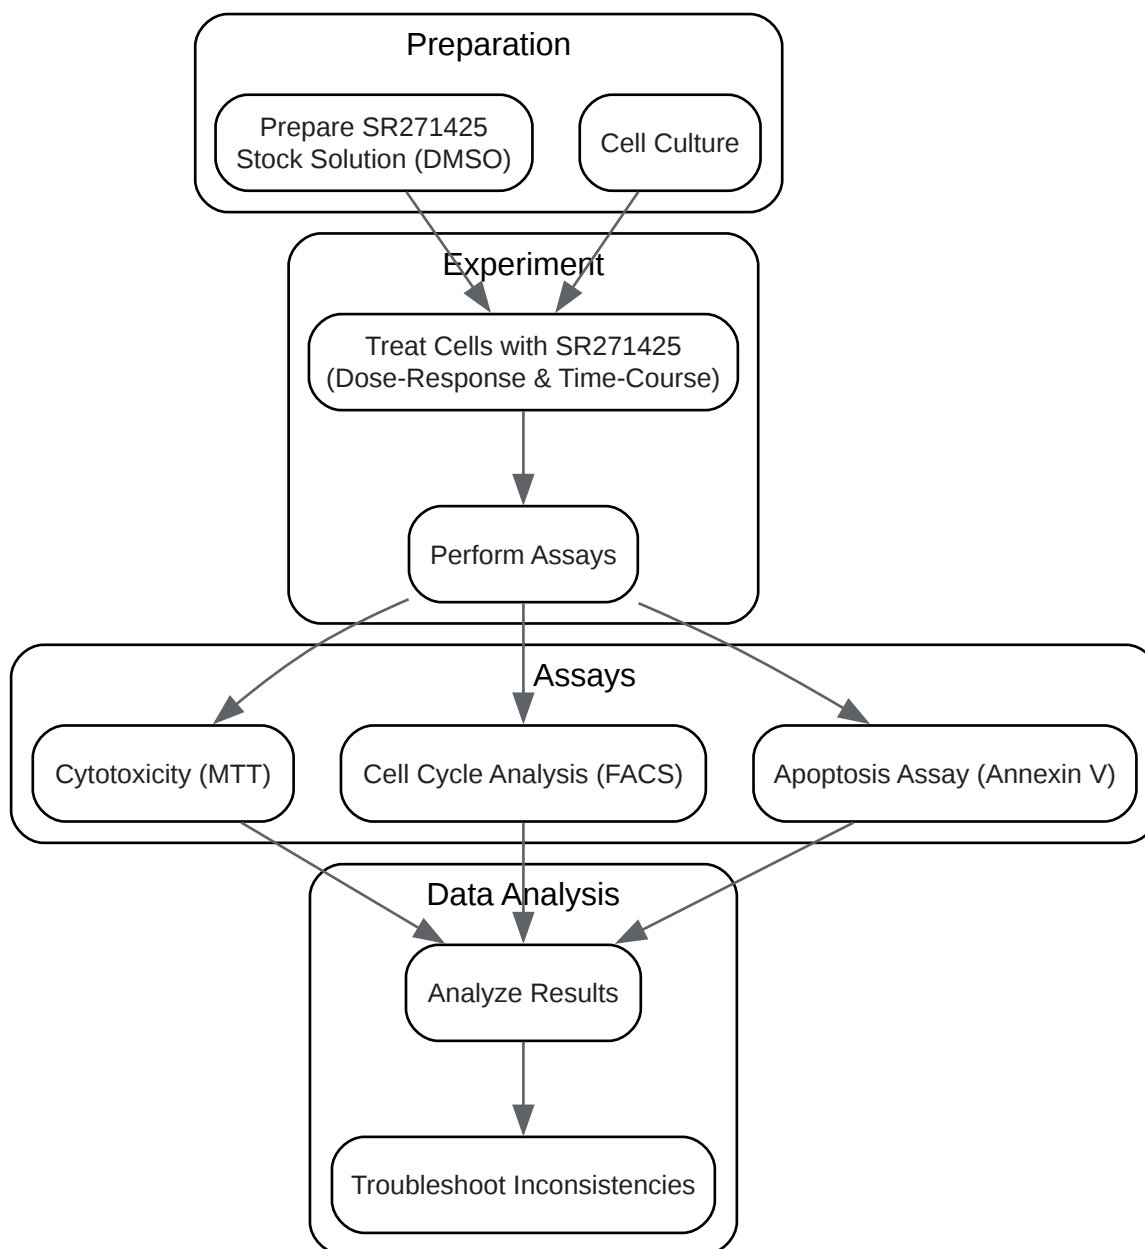 Preparation
Prepare SR271425
Stock Solution (DMSO)
Cell Culture
Experiment
Treat Cells with SR271425
(Dose-Response & Time-Course)
Perform Assays
Assays
Cytotoxicity (MTT)
Cell Cycle Analysis (FACS)
Apoptosis Assay (Annexin V)
Data Analysis
Analyze Results
Troubleshoot Inconsistencies